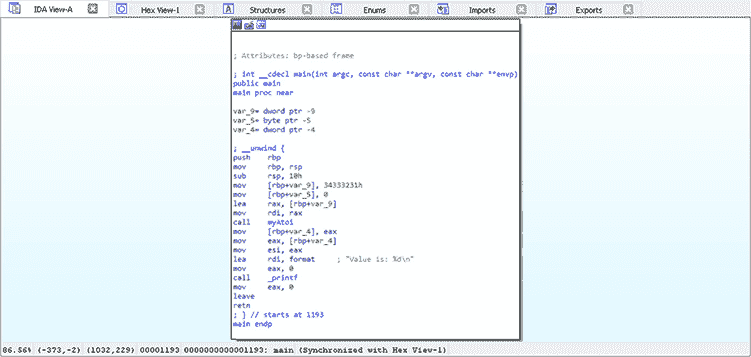 IDA View-A Hex View-1 Structures Enums Imports Exports
; Attributes: bp-based frame
; int __cdecl main(int argc, const char **argv, const char **envp)
public main
main proc near
var_9= dword ptr -9
var_5= byte ptr -5
var_4= dword ptr -4
; __unwind {
push rbp
mov rbp, rsp
sub rsp, 10h
mov [rbp+var_9], 34333231h
mov [rbp+var_5], 0
lea rax, [rbp+var_9]
mov rdi, rax
call myAtoi
mov [rbp+var_4], eax
mov eax, [rbp+var_4]
mov esi, eax
lea rdi, format ; "Value is: %d\n"
mov eax, 0
call _printf
mov eax, 0
leave
retn
; } // starts at 1193
main endp
86.56% (-373,-2) (1032,229) 00001193 0000000000001193: main (Synchronized with Hex View-1)